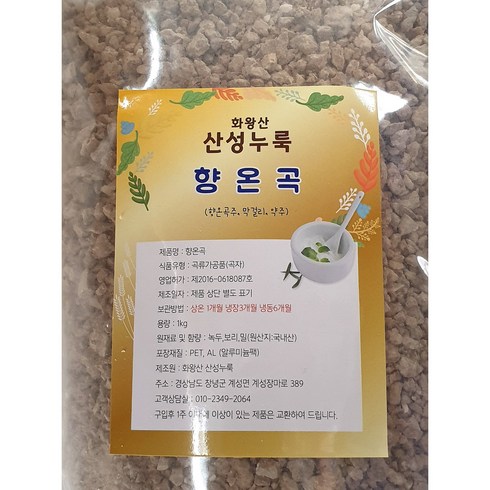 화왕산
산성누룩
향온곡
(향온곡주, 막걸리, 약주)
제품명 : 향온곡
식품유형 : 곡류가공품(곡자)
영업허가 : 제2016-0618087호
제조일자 : 제품 상단 별도 표기
보관방법 : 상온 1개월 냉장3개월 냉동6개월
용량 : 1kg
원재료 및 함량 : 녹두,보리,밀(원산지:국내산)
포장재질 : PET, AL (알루미늄팩)
제조원 : 화왕산 산성누룩
주소 : 경상남도 창녕군 계성면 계성장마로 389
고객상담실 : 010-2349-2064
구입후 1주 이내에 이상이 있는 제품은 교환하여 드립니다.